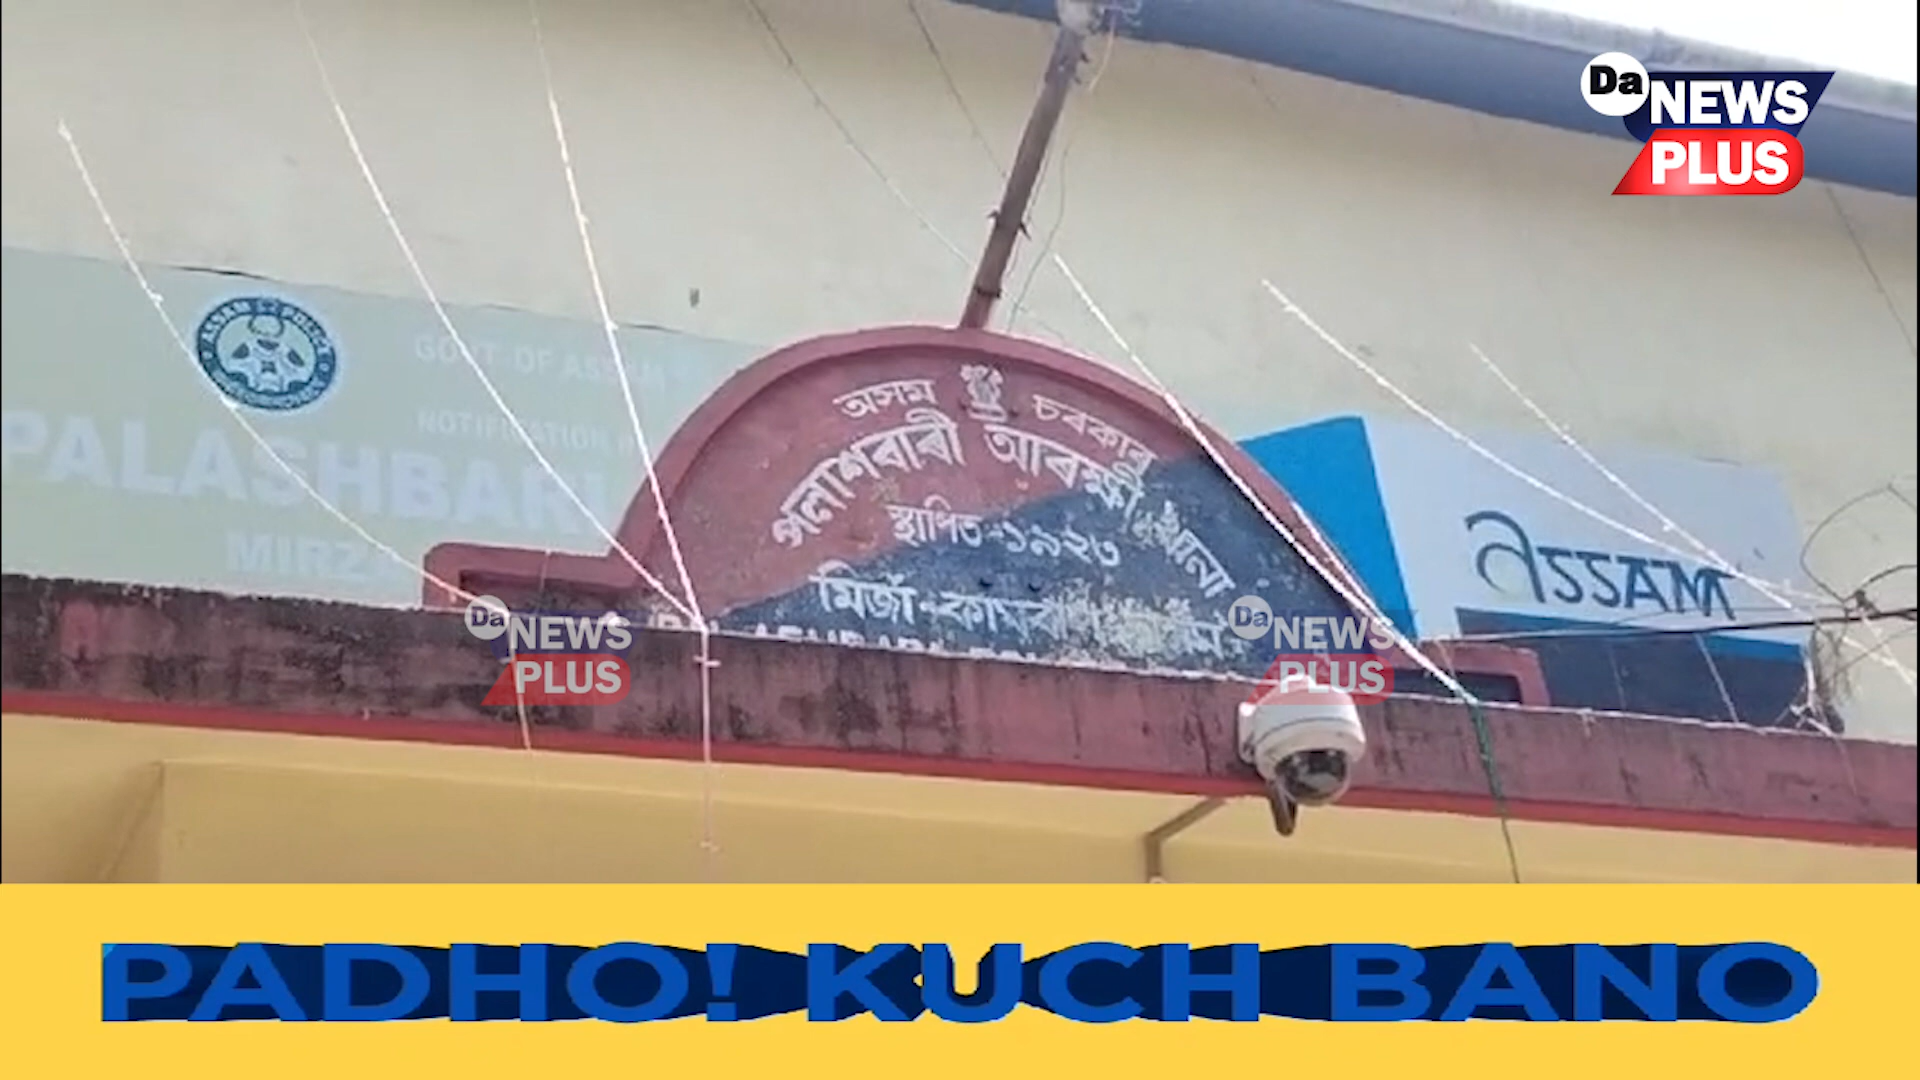 Da
NEWS
PLUS
ASSAM POLICE
GOVT OF ASSAM
NOTIFICATION
PALASHBARI
MIRZA
অসম চৰকাৰ
পলাশবাৰী আৰক্ষী থানা
স্থাপিত-১৯২৩
মিৰ্জা-কামৰূপ
ASSAM
Da NEWS
PLUS
Da NEWS
PLUS
PADHO! KUCH BANO